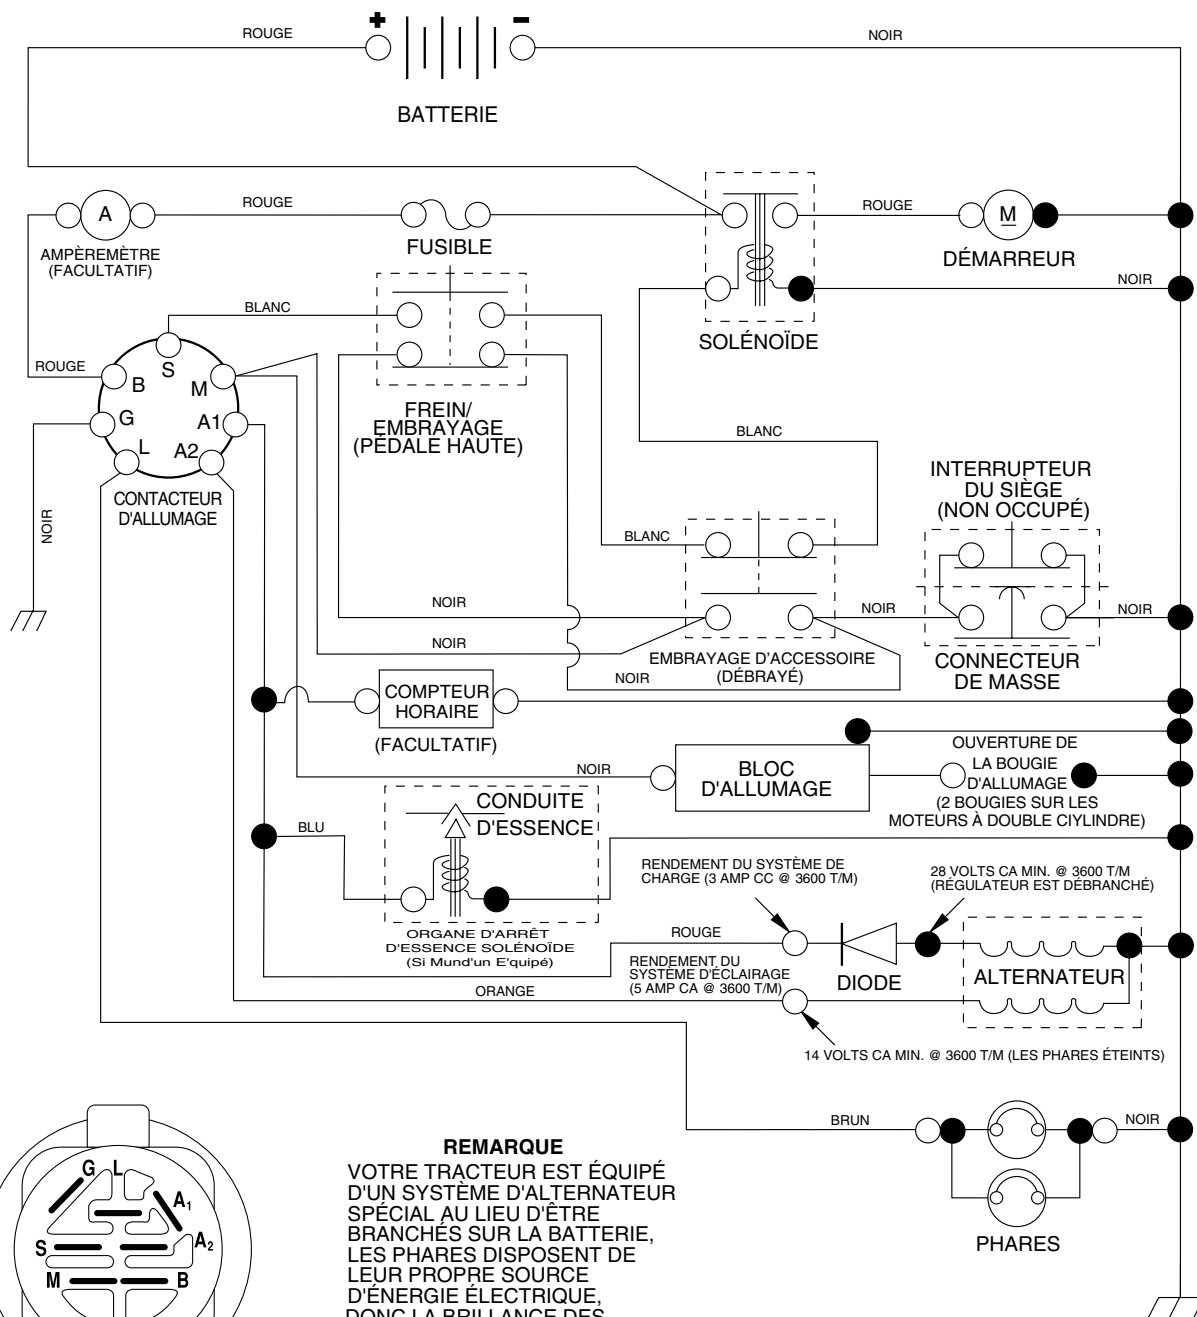 ROUGE
NOIR
+ -
BATTERIE
A
ROUGE
ROUGE
M
AMPÈREMÈTRE
(FACULTATIF)
FUSIBLE
DÉMARREUR
NOIR
BLANC
SOLÉNOÏDE
ROUGE
S
B
M
G
A1
L
A2
FREIN/
EMBRAYAGE
(PÉDALE HAUTE)
BLANC
CONTACTEUR
D'ALLUMAGE
INTERRUPTEUR
DU SIÈGE
(NON OCCUPÉ)
NOIR
BLANC
NOIR
NOIR
NOIR
NOIR
EMBRAYAGE D'ACCESSOIRE
(DÉBRAYÉ)
CONNECTEUR
DE MASSE
NOIR
COMPTEUR
HORAIRE
(FACULTATIF)
NOIR
BLOC
D'ALLUMAGE
OUVERTURE DE
LA BOUGIE
D'ALLUMAGE
(2 BOUGIES SUR LES
MOTEURS À DOUBLE CIYLINDRE)
BLU
CONDUITE
D'ESSENCE
ORGANE D'ARRÊT
D'ESSENCE SOLÉNOÏDE
(Si Mund'un E'quipé)
RENDEMENT DU SYSTÈME DE
CHARGE (3 AMP CC @ 3600 T/M)
28 VOLTS CA MIN. @ 3600 T/M
(RÉGULATEUR EST DÉBRANCHÉ)
ROUGE
RENDEMENT DU
SYSTÈME D'ÉCLAIRAGE
(5 AMP CA @ 3600 T/M)
DIODE
ALTERNATEUR
ORANGE
14 VOLTS CA MIN. @ 3600 T/M (LES PHARES ÉTEINTS)
BRUN
NOIR
PHARES
G
L
A1
A2
S
M
B
REMARQUE
VOTRE TRACTEUR EST ÉQUIPÉ
D'UN SYSTÈME D'ALTERNATEUR
SPÉCIAL AU LIEU D'ÊTRE
BRANCHÉS SUR LA BATTERIE,
LES PHARES DISPOSENT DE
LEUR PROPRE SOURCE
D'ÉNERGIE ÉLECTRIQUE,
DONC LA BRILLANCE DES